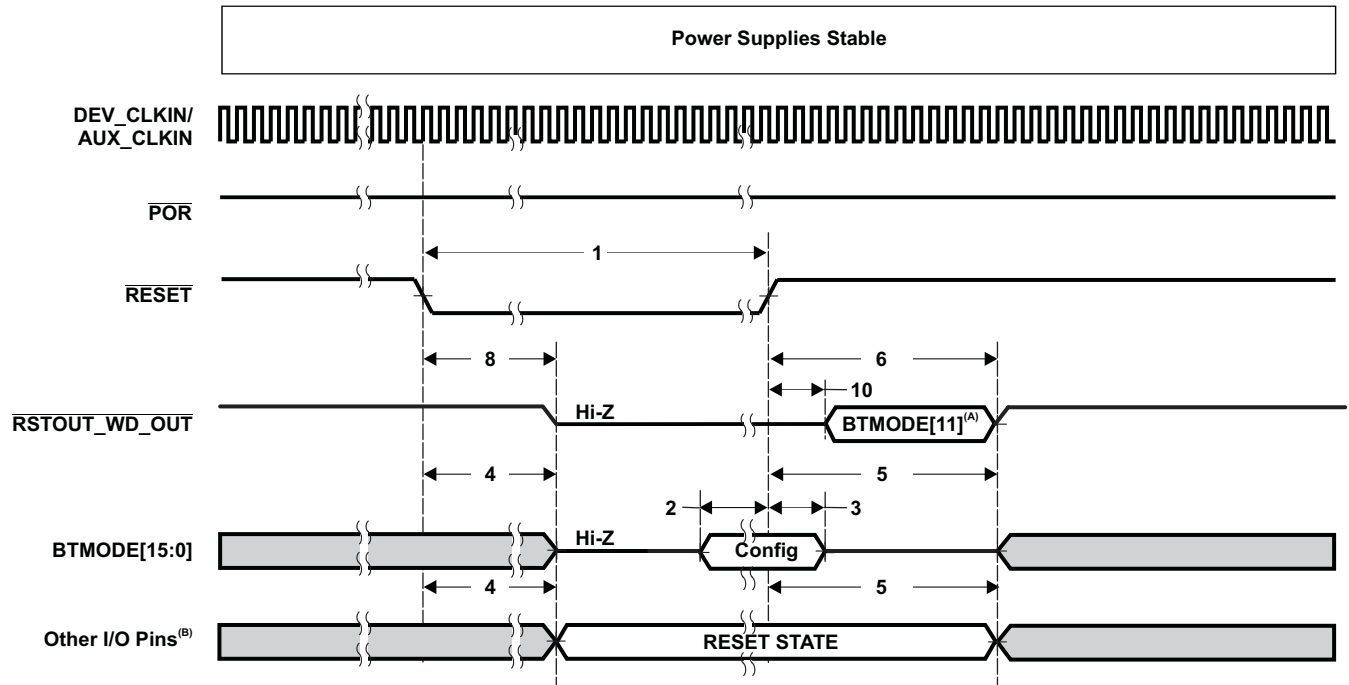 Power Supplies Stable
DEV_CLKIN/
AUX_CLKIN
POR
1
RESET
8
6
10
RSTOUT_WD_OUT
Hi-Z
BTMODE[11](A)
4
5
2
3
BTMODE[15:0]
Hi-Z
Config
4
5
Other I/O Pins(B)
RESET STATE